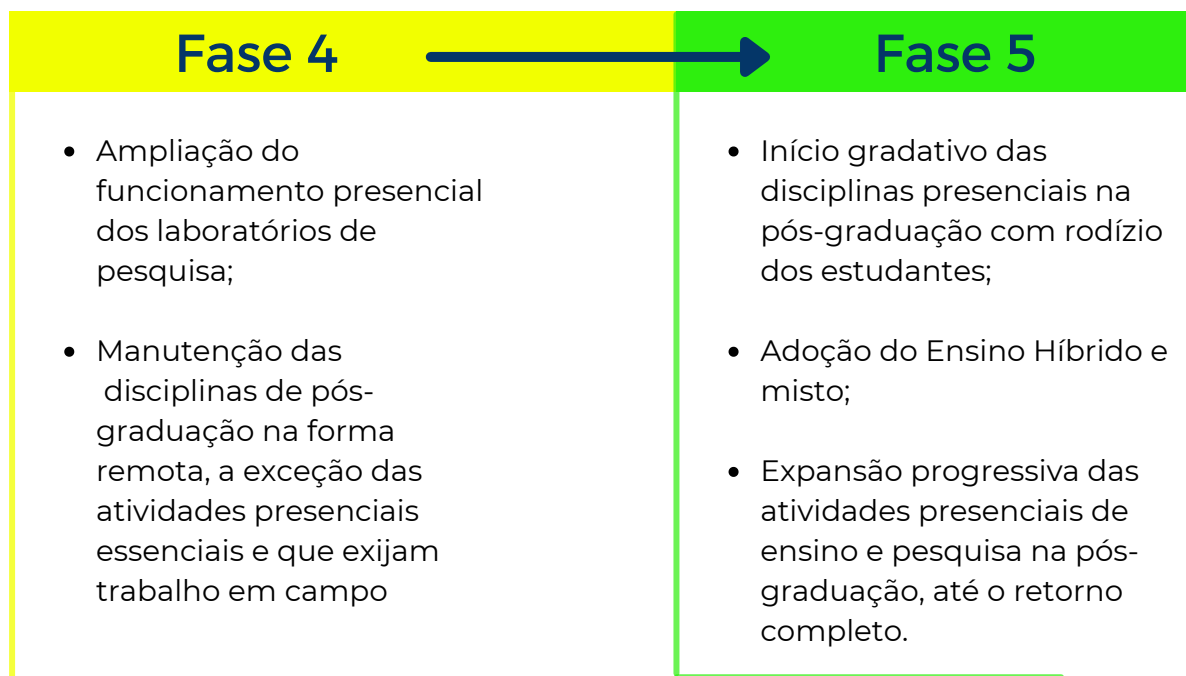 Fase 4
• Ampliação do
funcionamento presencial
dos laboratórios de
pesquisa;
• Manutenção das
disciplinas de pós-
graduação na forma
remota, a exceção das
atividades presenciais
essenciais e que exijam
trabalho em campo
Fase 5
• Início gradativo das
disciplinas presenciais na
pós-graduação com rodízio
dos estudantes;
• Adoção do Ensino Híbrido e
misto;
• Expansão progressiva das
atividades presenciais de
ensino e pesquisa na pós-
graduação, até o retorno
completo.